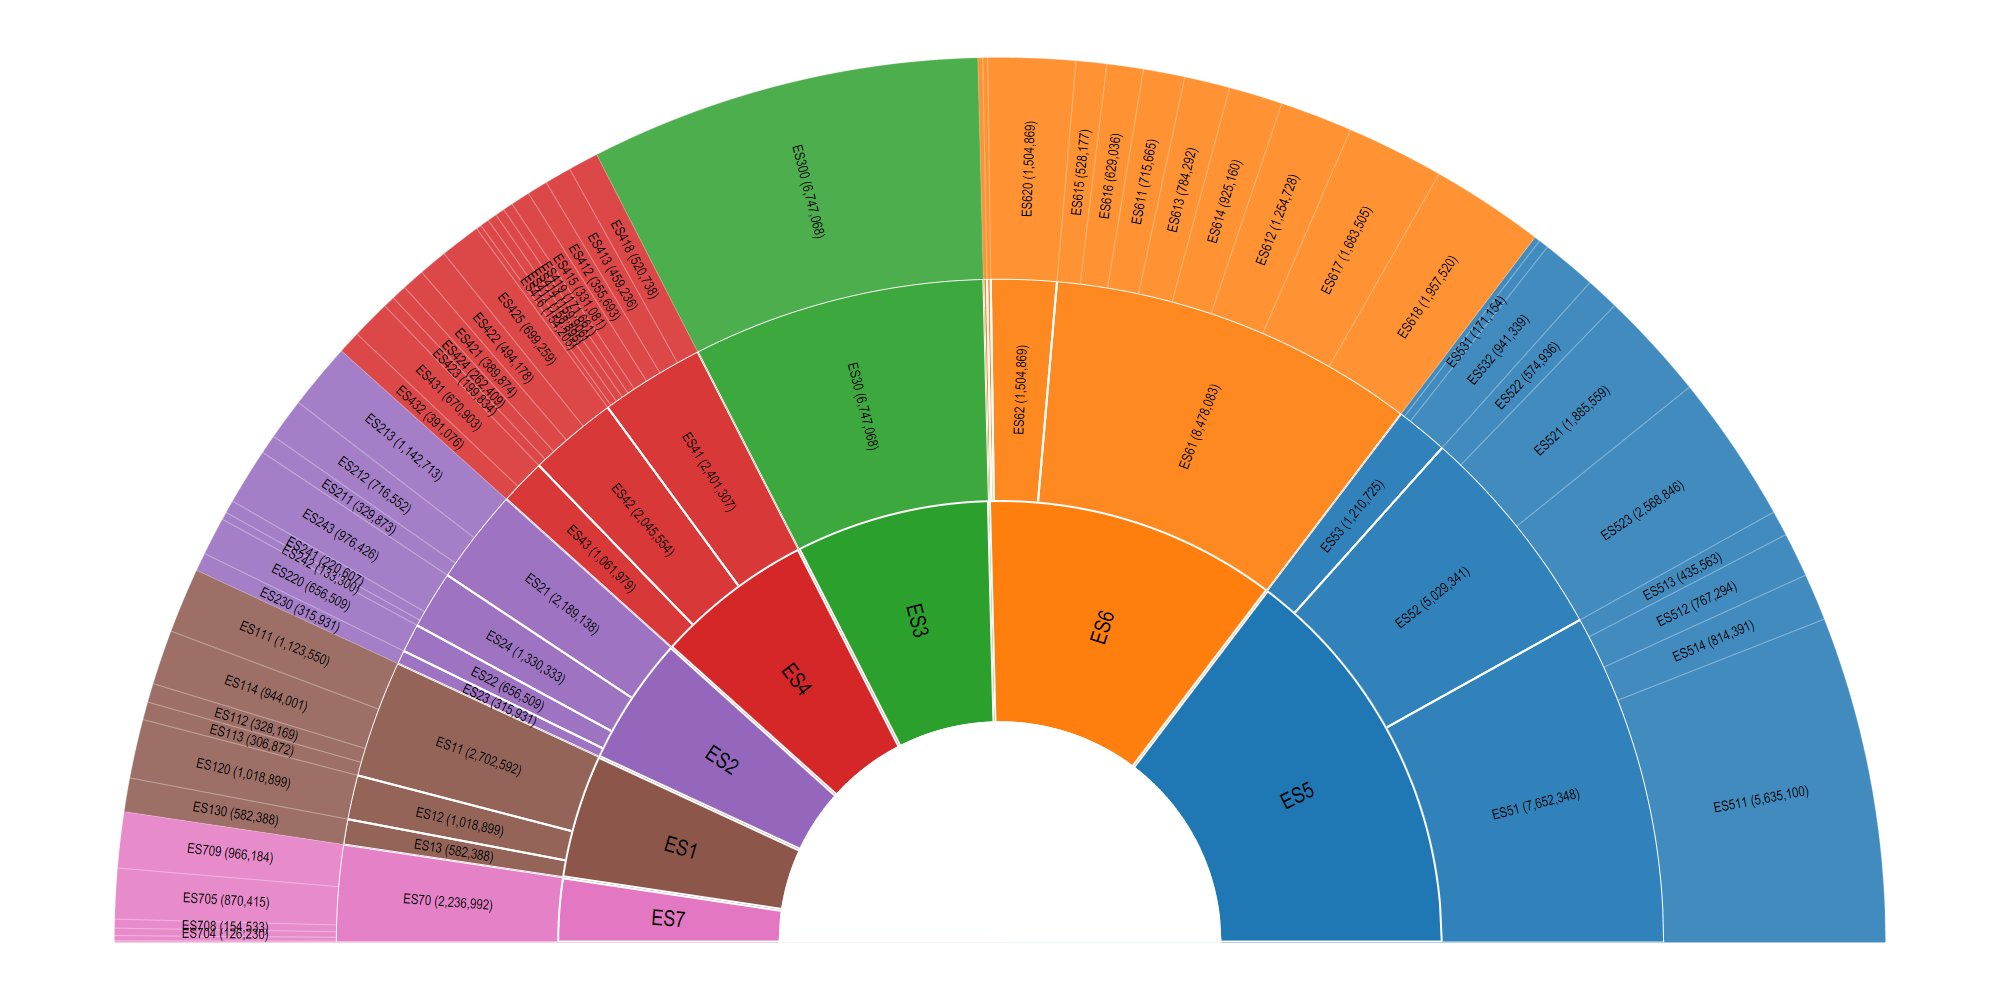 ES300 (6,747,068)
ES620 (1,504,869)
ES615 (528,177)
ES616 (629,036)
ES611 (715,665)
ES613 (784,292)
ES614 (925,160)
ES612 (1,254,728)
ES617 (1,683,505)
ES618 (1,957,520)
ES531 (171,154)
ES532 (941,339)
ES522 (574,936)
ES521 (1,885,559)
ES523 (2,568,846)
ES513 (435,563)
ES512 (767,294)
ES514 (814,391)
ES511 (5,635,100)
ES418 (520,738)
ES413 (459,236)
ES412 (355,693)
ES415 (331,081)
ES425 (699,259)
ES422 (494,178)
ES421 (389,874)
ES424 (262,409)
ES423 (199,834)
ES431 (670,903)
ES432 (391,076)
ES213 (1,142,713)
ES212 (716,552)
ES211 (329,873)
ES243 (976,426)
ES241 (220,607)
ES242 (133,300)
ES220 (656,509)
ES230 (315,931)
ES111 (1,123,550)
ES114 (944,001)
ES112 (328,169)
ES113 (306,872)
ES120 (1,018,899)
ES130 (582,388)
ES709 (966,184)
ES705 (870,415)
ES708 (154,533)
ES704 (126,230)
ES30 (6,747,068)
ES62 (1,504,869)
ES61 (8,478,083)
ES53 (1,210,725)
ES52 (5,029,341)
ES51 (7,652,348)
ES41 (2,401,307)
ES42 (2,045,554)
ES43 (1,061,979)
ES21 (2,189,138)
ES24 (1,330,333)
ES22 (656,509)
ES23 (315,931)
ES11 (2,702,592)
ES12 (1,018,899)
ES13 (582,388)
ES70 (2,236,992)
ES3
ES6
ES4
ES2
ES5
ES1
ES7